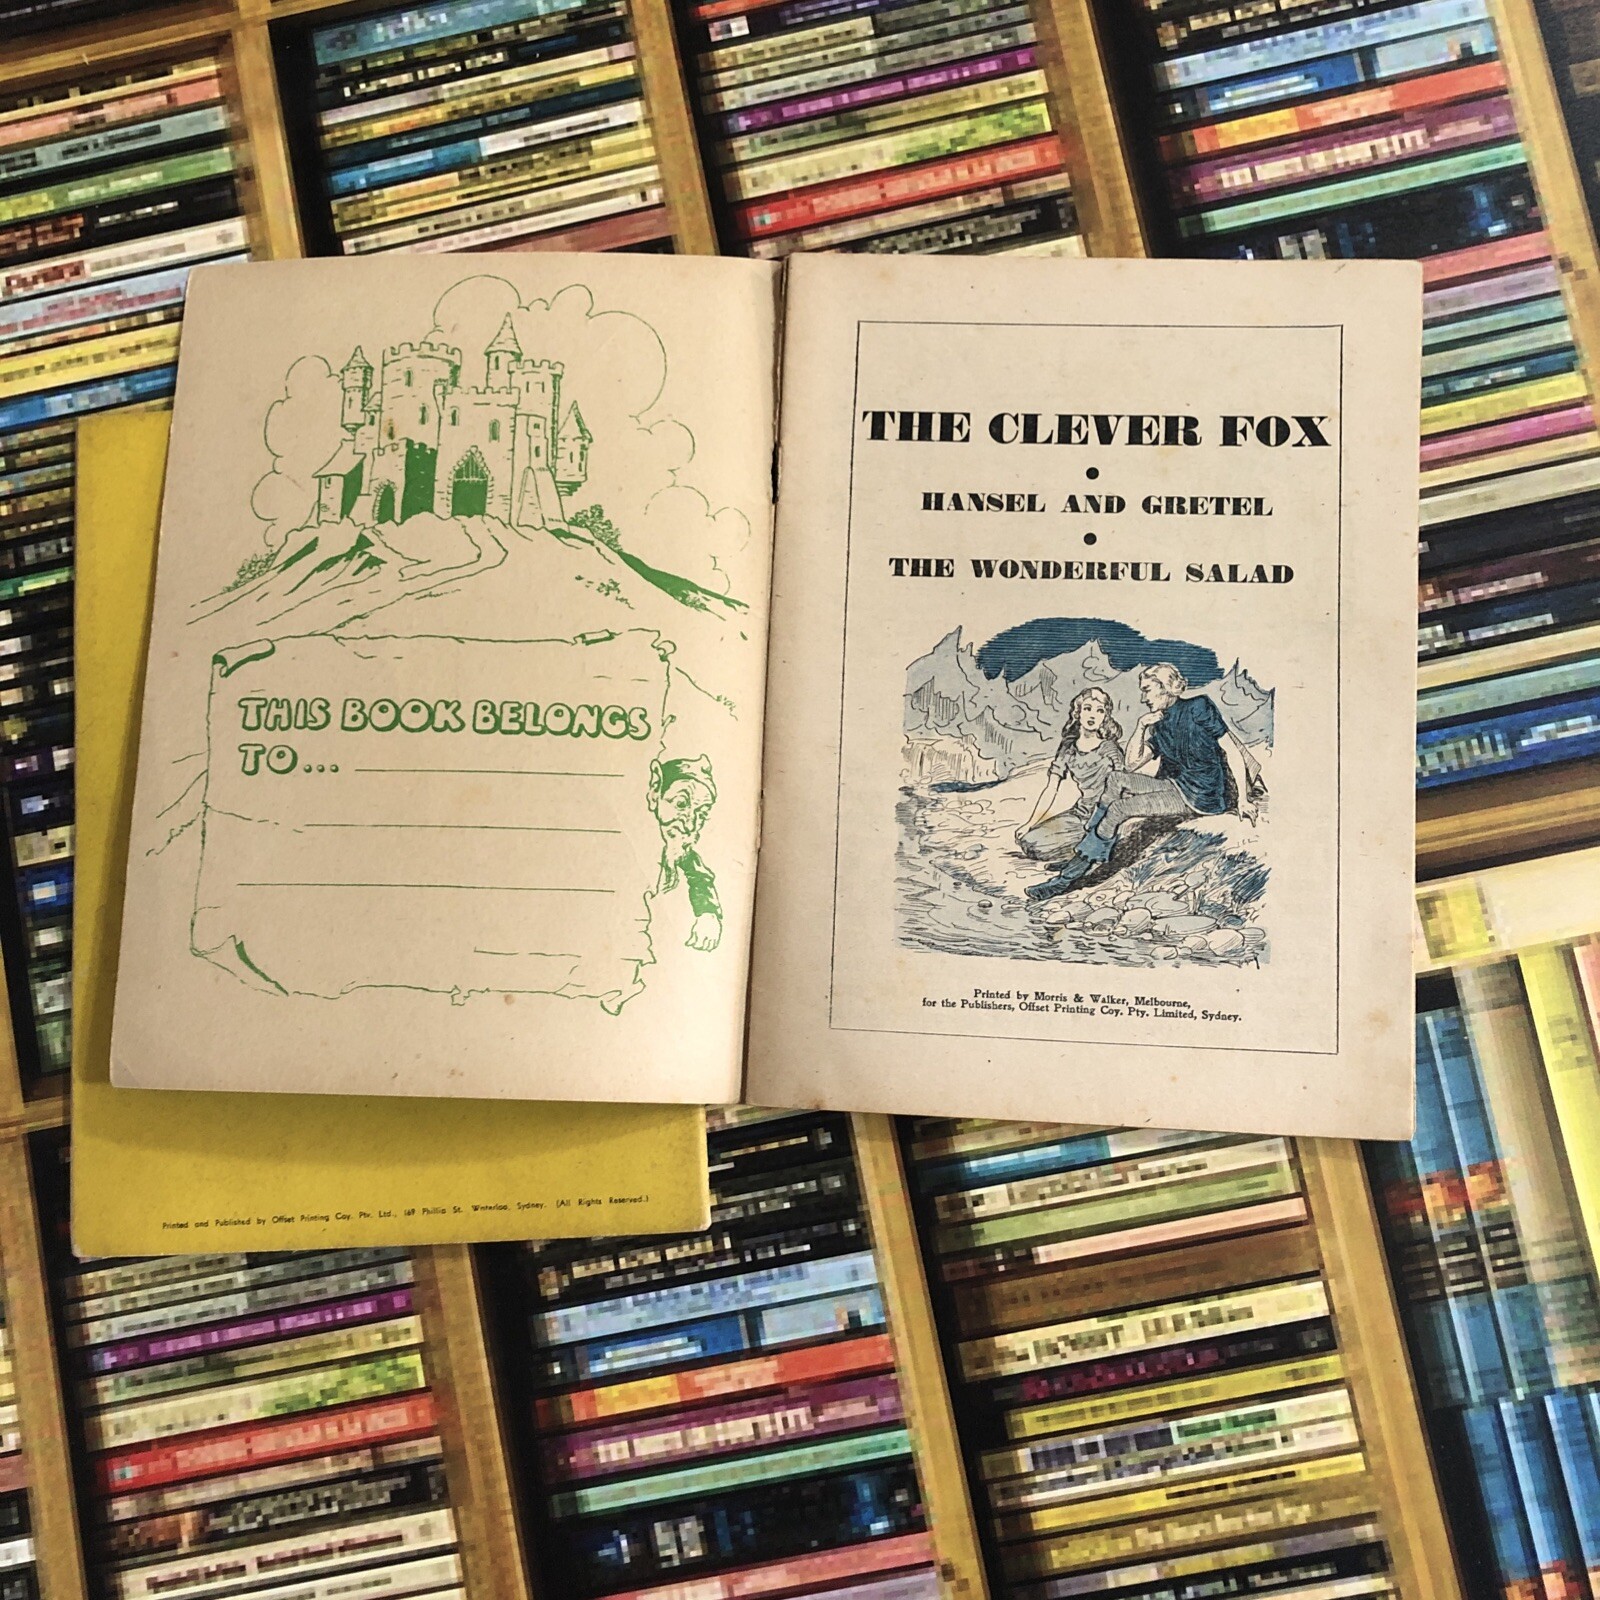 THIS BOOK BELONGS
TO...
THE CLEVER FOX
HANSEL AND GRETEL
THE WONDERFUL SALAD
Printed by Morris & Walker, Melbourne,
for the Publishers, Offset Printing Coy. Pty. Limited, Sydney.
Printed and Published by Offset Printing Coy. Pty. Ltd., 169 Phillip St. Waterloo, Sydney. (All Rights Reserved.)